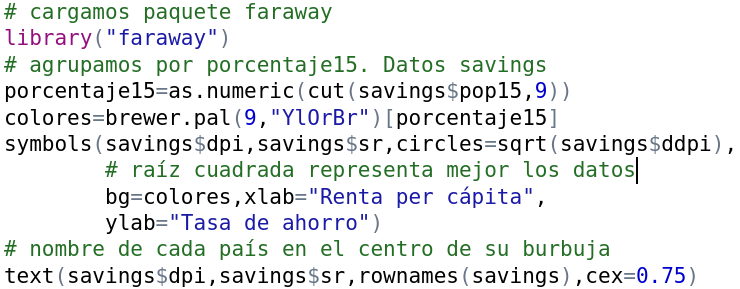 # cargamos paquete faraway
library("faraway")
# agrupamos por porcentaje15. Datos savings
porcentaje15=as.numeric(cut(savings$pop15,9))
colores=brewer.pal(9,"YlOrBr")[porcentaje15]
symbols(savings$dpi,savings$sr,circles=sqrt(savings$ddpi),
        # raíz cuadrada representa mejor los datos
        bg=colores,xlab="Renta per cápita",
        ylab="Tasa de ahorro")
# nombre de cada país en el centro de su burbuja
text(savings$dpi,savings$sr,rownames(savings),cex=0.75)